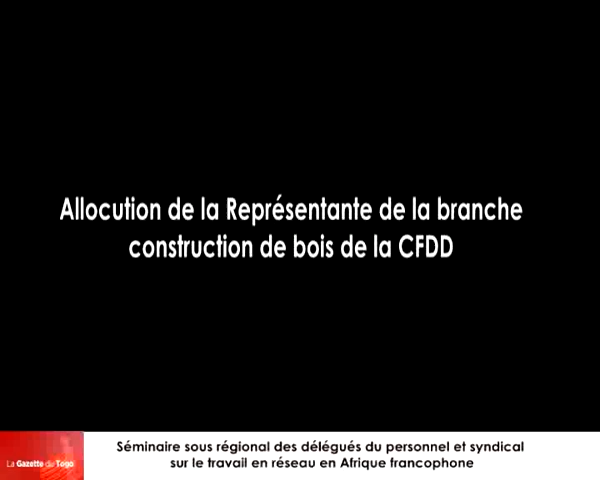 Allocution de la Représentante de la branche
construction de bois de la CFDD
La Gazette du Togo
Séminaire sous régional des délégués du personnel et syndical
sur le travail en réseau en Afrique francophone